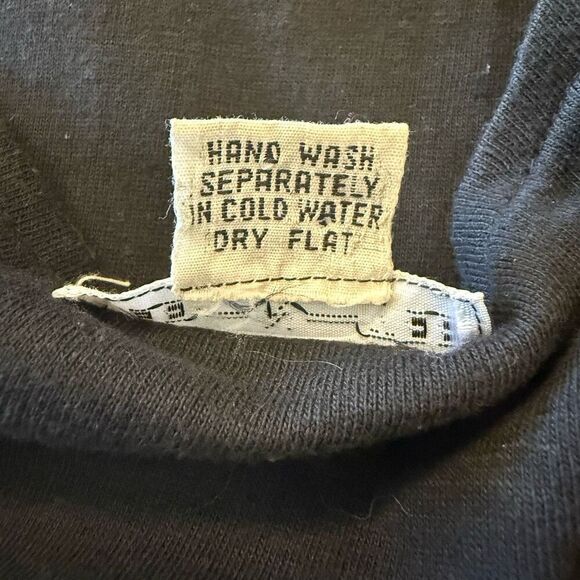 HAND WASH
SEPARATELY
IN COLD WATER
DRY FLAT